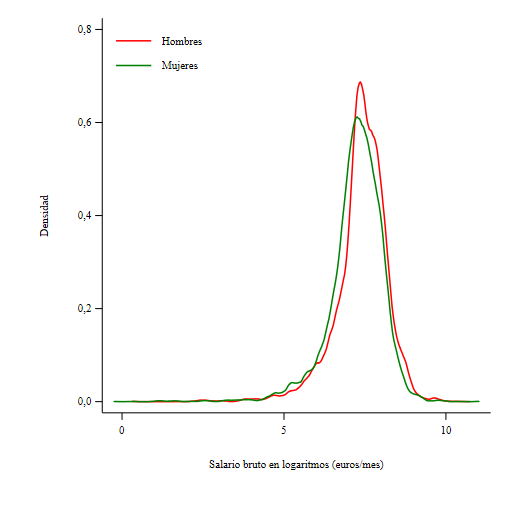 0,8
Hombres
Mujeres
0,6
Densidad
0,4
0,2
0,0
0 5 10
Salario bruto en logaritmos (euros/mes)